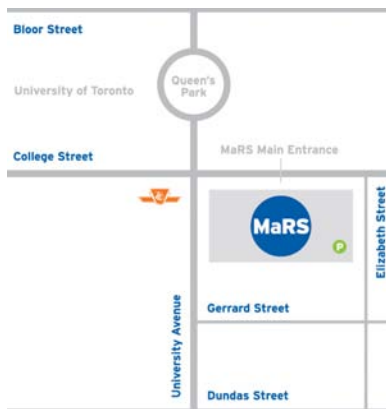 Bloor Street
Queen's
Park
University of Toronto
College Street
MaRS Main Entrance
MaRS
P
Elizabeth Street
Gerrard Street
University Avenue
Dundas Street